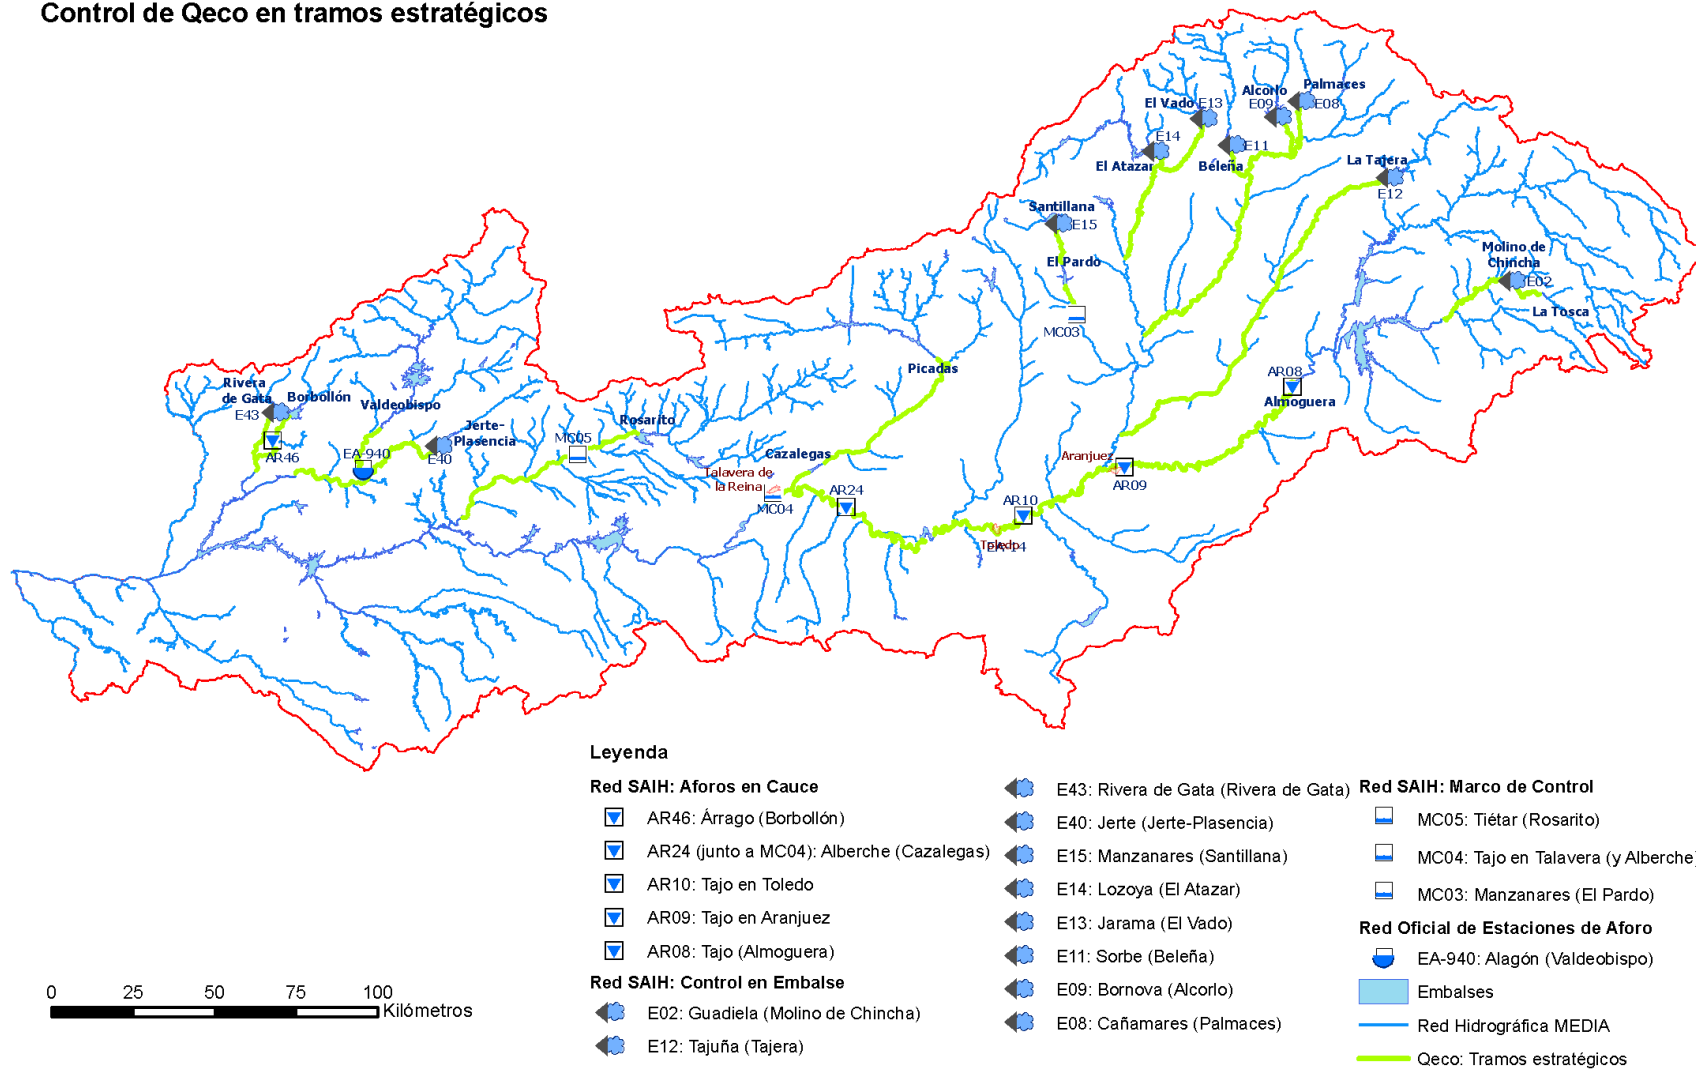 Control de Qeco en tramos estratégicos
Palmaces
Alcorlo
El Vado
E13
E09
E08
E14
E11
El Atazar
Beleña
La Tajera
E12
Santillana
E15
El Pardo
MC03
Molino de
Chincha
E02
La Tosca
Picadas
AR08
Almoguera
Rivera
de Gata
Borbollón
E43
AR46
Valdeobispo
EA-940
Jerte-
Plasencia
E40
MC05
Rosarito
Cazalegas
Talavera de
la Reina
MC04
AR24
AR10
Toledo
Aranjuez
AR09
Leyenda
Red SAIH: Aforos en Cauce
AR46: Árrago (Borbollón)
AR24 (junto a MC04): Alberche (Cazalegas)
AR10: Tajo en Toledo
AR09: Tajo en Aranjuez
AR08: Tajo (Almoguera)
Red SAIH: Control en Embalse
E02: Guadiela (Molino de Chincha)
E12: Tajuña (Tajera)
E43: Rivera de Gata (Rivera de Gata)
E40: Jerte (Jerte-Plasencia)
E15: Manzanares (Santillana)
E14: Lozoya (El Atazar)
E13: Jarama (El Vado)
E11: Sorbe (Beleña)
E09: Bornova (Alcorlo)
E08: Cañamares (Palmaces)
Red SAIH: Marco de Control
MC05: Tiétar (Rosarito)
MC04: Tajo en Talavera (y Alberche)
MC03: Manzanares (El Pardo)
Red Oficial de Estaciones de Aforo
EA-940: Alagón (Valdeobispo)
Embalses
Red Hidrográfica MEDIA
Qeco: Tramos estratégicos
0 25 50 75 100
Kilómetros